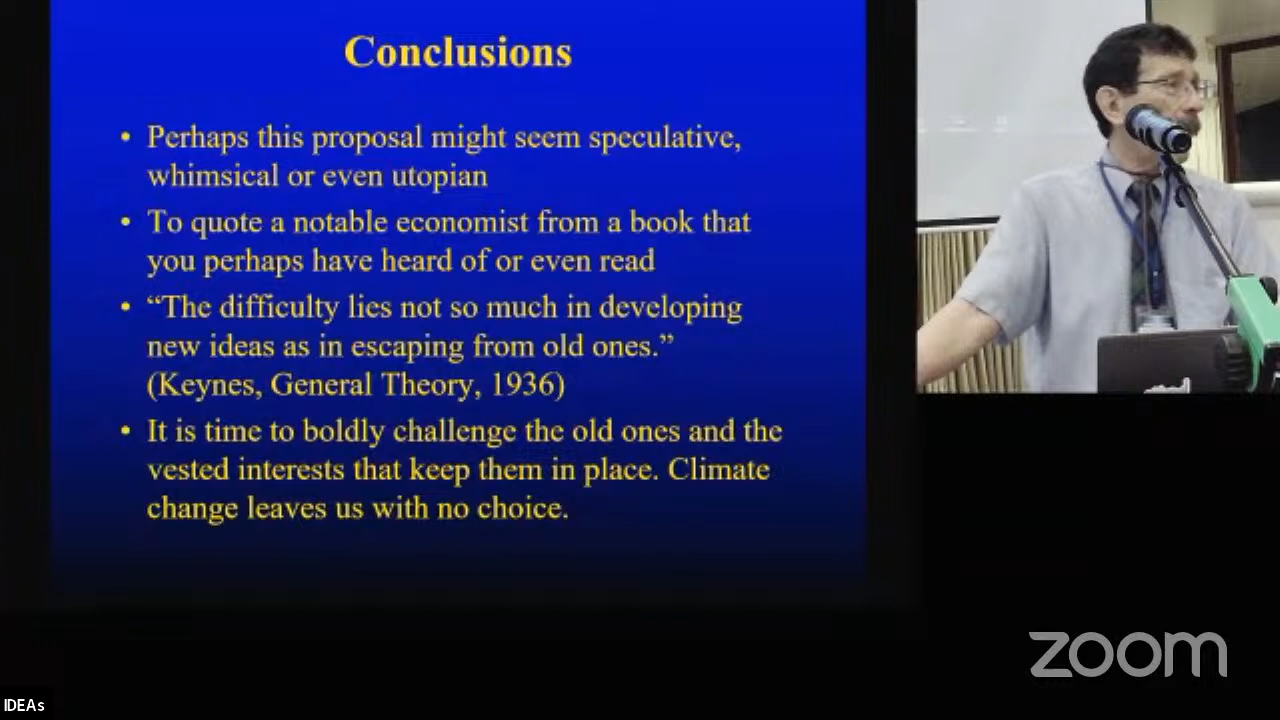 Conclusions
• Perhaps this proposal might seem speculative,
whimsical or even utopian
• To quote a notable economist from a book that
you perhaps have heard of or even read
• “The difficulty lies not so much in developing
new ideas as in escaping from old ones.”
(Keynes, General Theory, 1936)
• It is time to boldly challenge the old ones and the
vested interests that keep them in place. Climate
change leaves us with no choice.
zoom
IDEAs